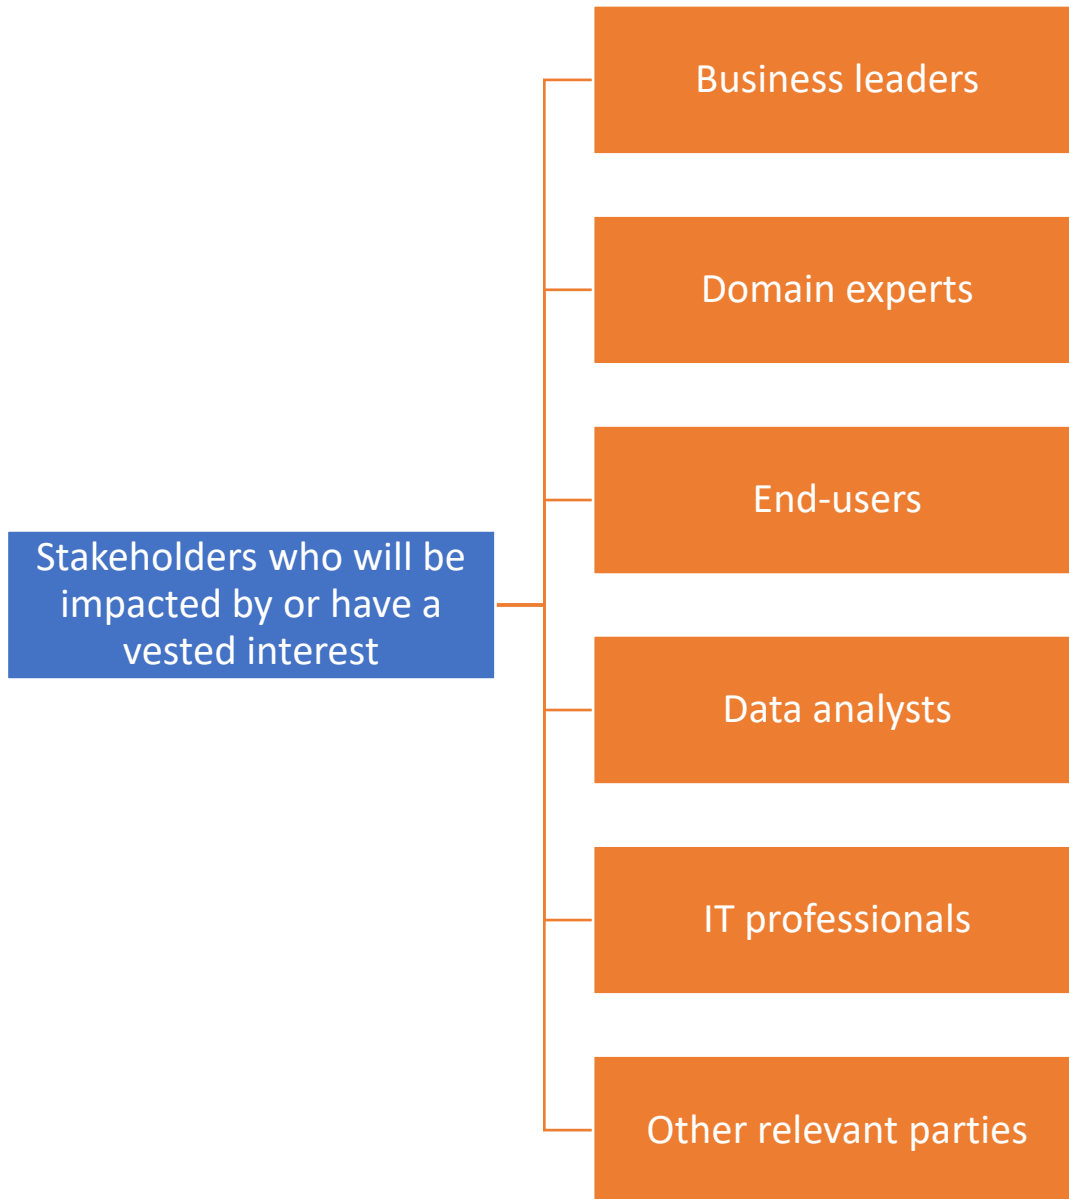 Business leaders
Domain experts
End-users
Stakeholders who will be
impacted by or have a
vested interest
Data analysts
IT professionals
Other relevant parties